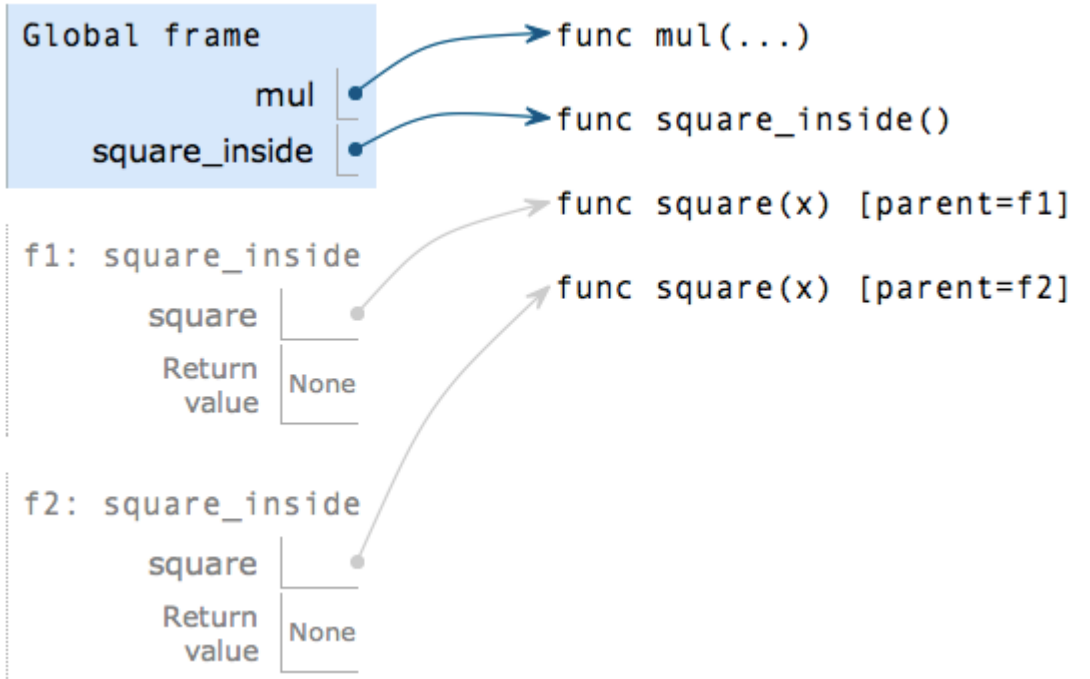 Global frame
mul
square_inside
func mul(...)
func square_inside()
func square(x) [parent=f1]
func square(x) [parent=f2]
f1: square_inside
square
Return
value
None
f2: square_inside
square
Return
value
None